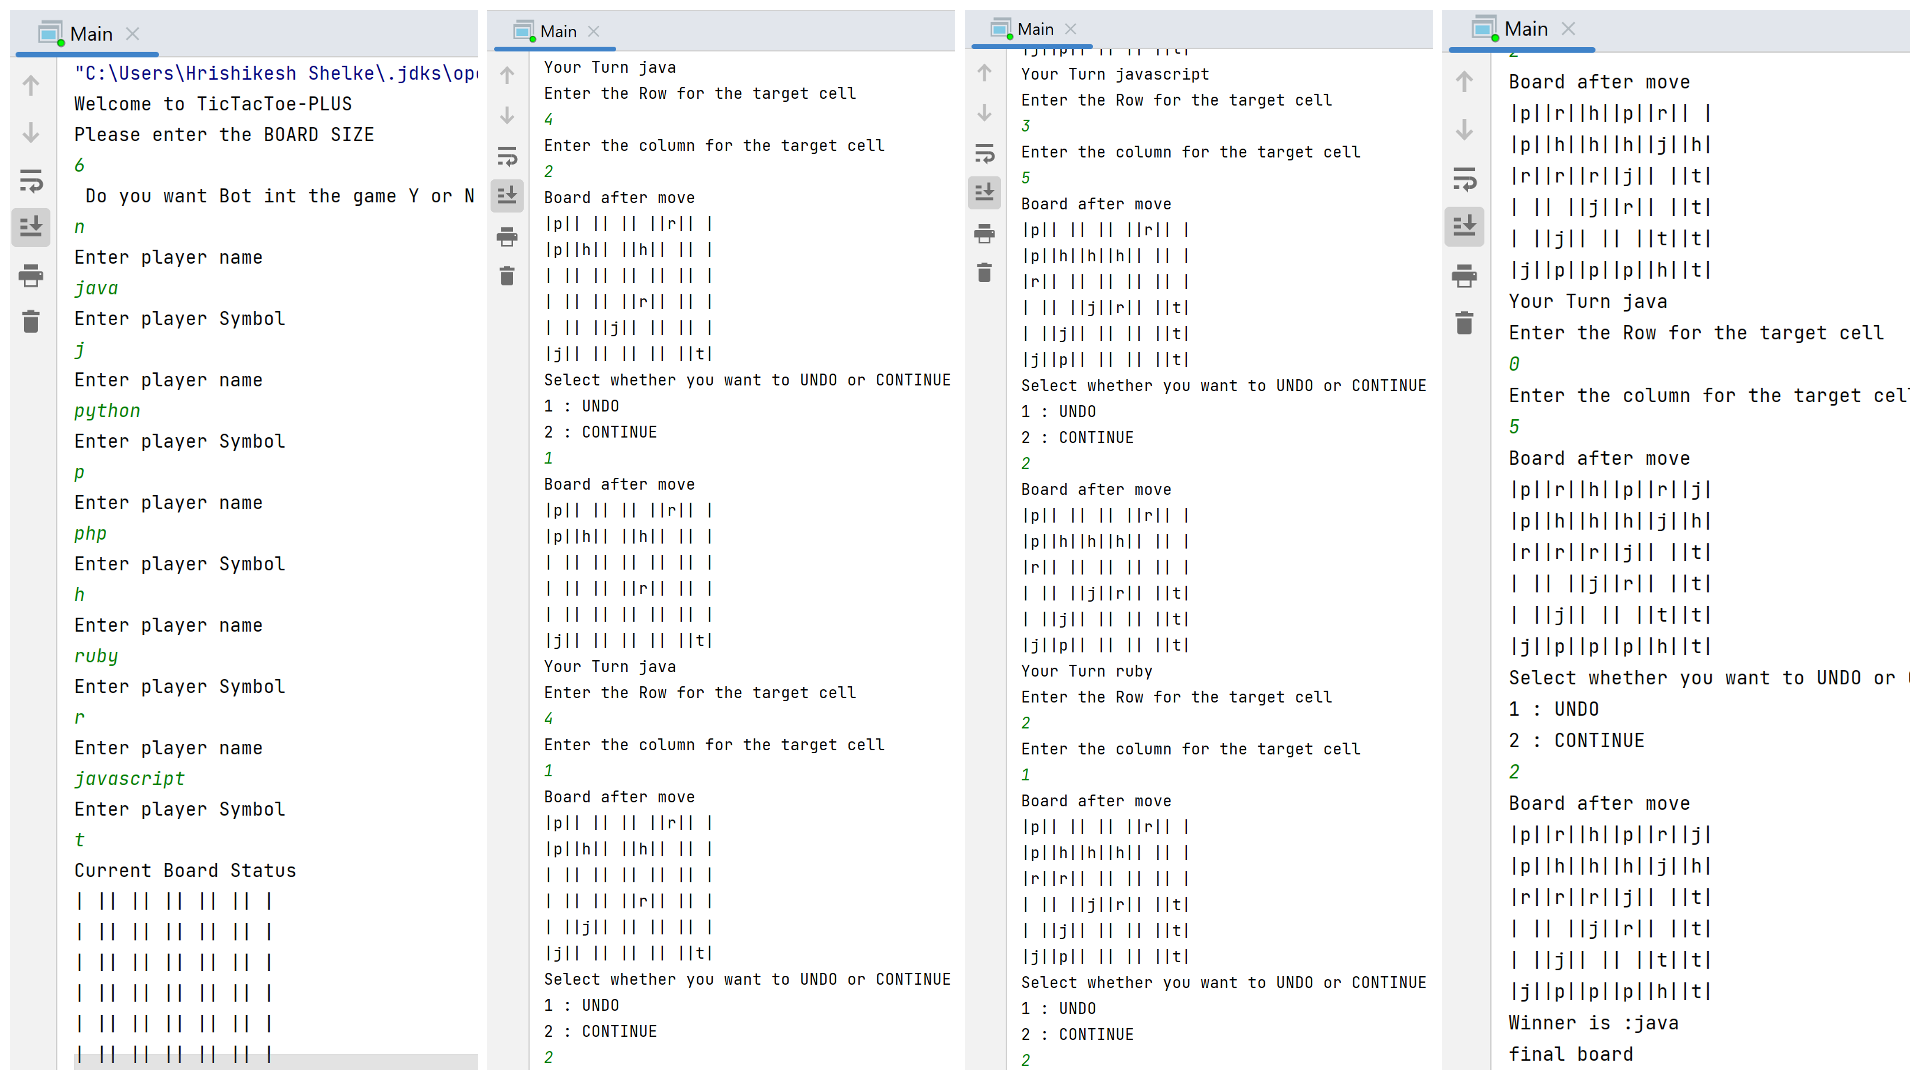 Main
"C:\Users\Hrishikesh Shelke\.jdks\op
Welcome to TicTacToe-PLUS
Please enter the BOARD SIZE
6
Do you want Bot int the game Y or N
n
Enter player name
java
Enter player Symbol
j
Enter player name
python
Enter player Symbol
p
Enter player name
php
Enter player Symbol
h
Enter player name
ruby
Enter player Symbol
r
Enter player name
javascript
Enter player Symbol
t
Current Board Status
| || || || || || |
| || || || || || |
| || || || || || |
| || || || || || |
| || || || || || |
| || || || || || |
Main
Your Turn java
Enter the Row for the target cell
4
Enter the column for the target cell
2
Board after move
|p|| || || ||r|| |
|p||h|| ||h|| || |
| || || || || || |
| || || ||r|| || |
| || ||j|| || || |
|j|| || || || ||t|
Select whether you want to UNDO or CONTINUE
1 : UNDO
2 : CONTINUE
1
Board after move
|p|| || || ||r|| |
|p||h|| ||h|| || |
| || || || || || |
| || || ||r|| || |
| || || || || || |
|j|| || || || ||t|
Your Turn java
Enter the Row for the target cell
4
Enter the column for the target cell
1
Board after move
|p|| || || ||r|| |
|p||h|| ||h|| || |
| || || || || || |
| || || ||r|| || |
| ||j|| || || || |
|j|| || || || ||t|
Select whether you want to UNDO or CONTINUE
1 : UNDO
2 : CONTINUE
2
Main
|j||p|| || || ||t|
Your Turn javascript
Enter the Row for the target cell
3
Enter the column for the target cell
5
Board after move
|p|| || || ||r|| |
|p||h||h||h|| || |
|r|| || || || || |
| || ||j||r|| ||t|
| ||j|| || || ||t|
|j||p|| || || ||t|
Select whether you want to UNDO or CONTINUE
1 : UNDO
2 : CONTINUE
2
Board after move
|p|| || || ||r|| |
|p||h||h||h|| || |
|r|| || || || || |
| || ||j||r|| ||t|
| ||j|| || || ||t|
|j||p|| || || ||t|
Your Turn ruby
Enter the Row for the target cell
2
Enter the column for the target cell
1
Board after move
|p|| || || ||r|| |
|p||h||h||h|| || |
|r||r|| || || || |
| || ||j||r|| ||t|
| ||j|| || || ||t|
|j||p|| || || ||t|
Select whether you want to UNDO or CONTINUE
1 : UNDO
2 : CONTINUE
2
Main
2
Board after move
|p||r||h||p||r|| |
|p||h||h||h||j||h|
|r||r||r||j|| ||t|
| || ||j||r|| ||t|
| ||j|| || ||t||t|
|j||p||p||p||h||t|
Your Turn java
Enter the Row for the target cell
0
Enter the column for the target cel
5
Board after move
|p||r||h||p||r||j|
|p||h||h||h||j||h|
|r||r||r||j|| ||t|
| || ||j||r|| ||t|
| ||j|| || ||t||t|
|j||p||p||p||h||t|
Select whether you want to UNDO or
1 : UNDO
2 : CONTINUE
2
Board after move
|p||r||h||p||r||j|
|p||h||h||h||j||h|
|r||r||r||j|| ||t|
| || ||j||r|| ||t|
| ||j|| || ||t||t|
|j||p||p||p||h||t|
Winner is :java
final board